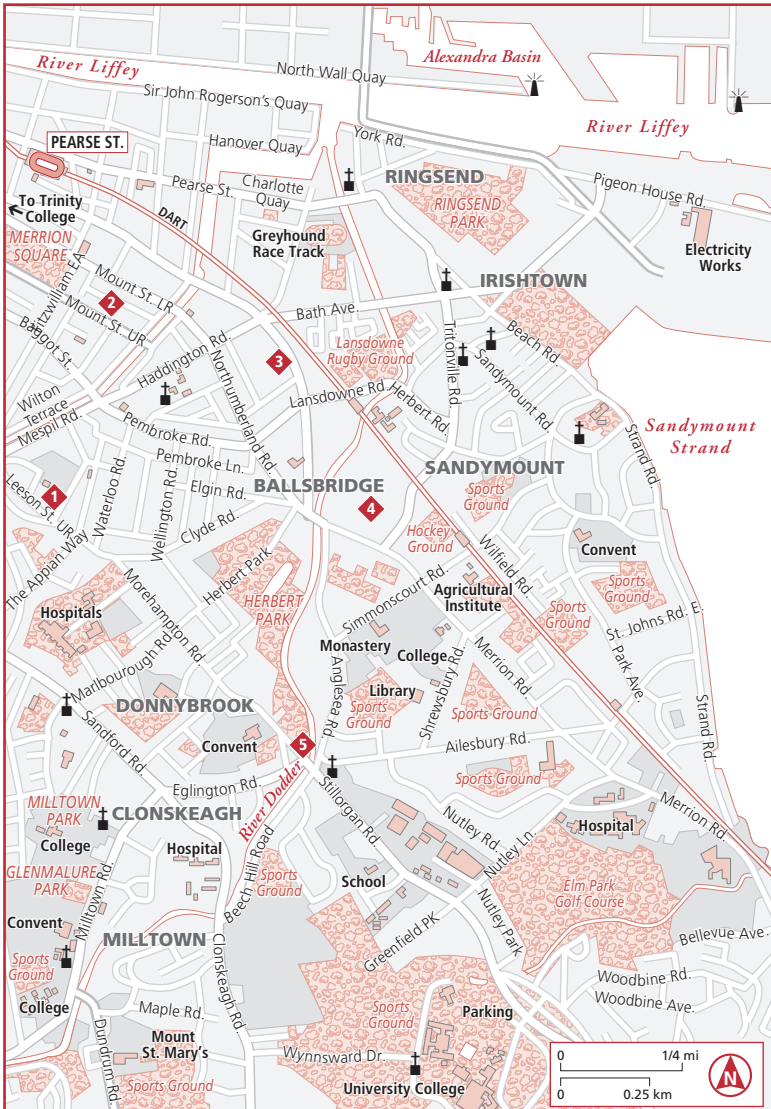 River Liffey
Alexandra Basin
North Wall Quay
Sir John Rogerson's Quay
River Liffey
Hanover Quay
York Rd.
PEARSE ST.
RINGSEND
Pearse St.
Charlotte
Quay
Pigeon House Rd.
To Trinity
College
DART
RINGSEND
PARK
MERRION
SQUARE
Greyhound
Race Track
Electricity
Works
Fitzwilliam EA
Mount St. LR
IRISHTOWN
2
Mount St. UR
Bath Ave.
Beach Rd.
Baggot St.
Haddington Rd.
Lansdowne
Rugby Ground
Tritonville Rd.
Sandymount Rd.
3
Northumberland Rd.
Wilton
Terrace
Lansdowne Rd.
Herbert Rd.
Mespil Rd.
Pembroke Rd.
Sandymount
Strand
Strand Rd.
Pembroke Ln.
SANDYMOUNT
Waterloo Rd.
Wellington Rd.
Elgin Rd.
BALLSBRIDGE
Sports
Ground
1
Leeson St. UR
4
Clyde Rd.
Hockey
Ground
Wilfield Rd.
Convent
The Appian Way
Morehampton Rd.
Herbert Park
Simmonscourt Rd.
Agricultural
Institute
Sports
Ground
HERBERT
PARK
Hospitals
Sports
Ground
St. Johns Rd. E.
Monastery
College
Merrion Rd.
Park Ave.
Marlbourough Rd.
Anglesea Rd.
Library
Shrewsbury Rd.
DONNYBROOK
Sports
Ground
Sports Ground
Strand Rd.
Sandford Rd.
Convent
5
Ailesbury Rd.
Sports
Ground
Eglington Rd.
River Dodder
Stillorgan Rd.
MILLTOWN
PARK
CLONSKEAGH
Nutley Rd.
Merrion Rd.
Hospital
College
Hospital
Nutley Ln.
Beech Hill Road
Sports
Ground
School
Elm Park
Golf Course
GLENMALURE
PARK
Milltown Rd.
Nutley Park
Convent
Greenfield PK
Bellevue Ave.
MILLTOWN
Clonskeagh Rd.
Sports
Ground
Woodbine Rd.
College
Woodbine Ave.
Maple Rd.
Sports
Ground
Parking
Dundrum Rd.
Mount
St. Mary's
Wynnsward Dr.
Sports Ground
University College
0
1/4 mi
0
0.25 km
N